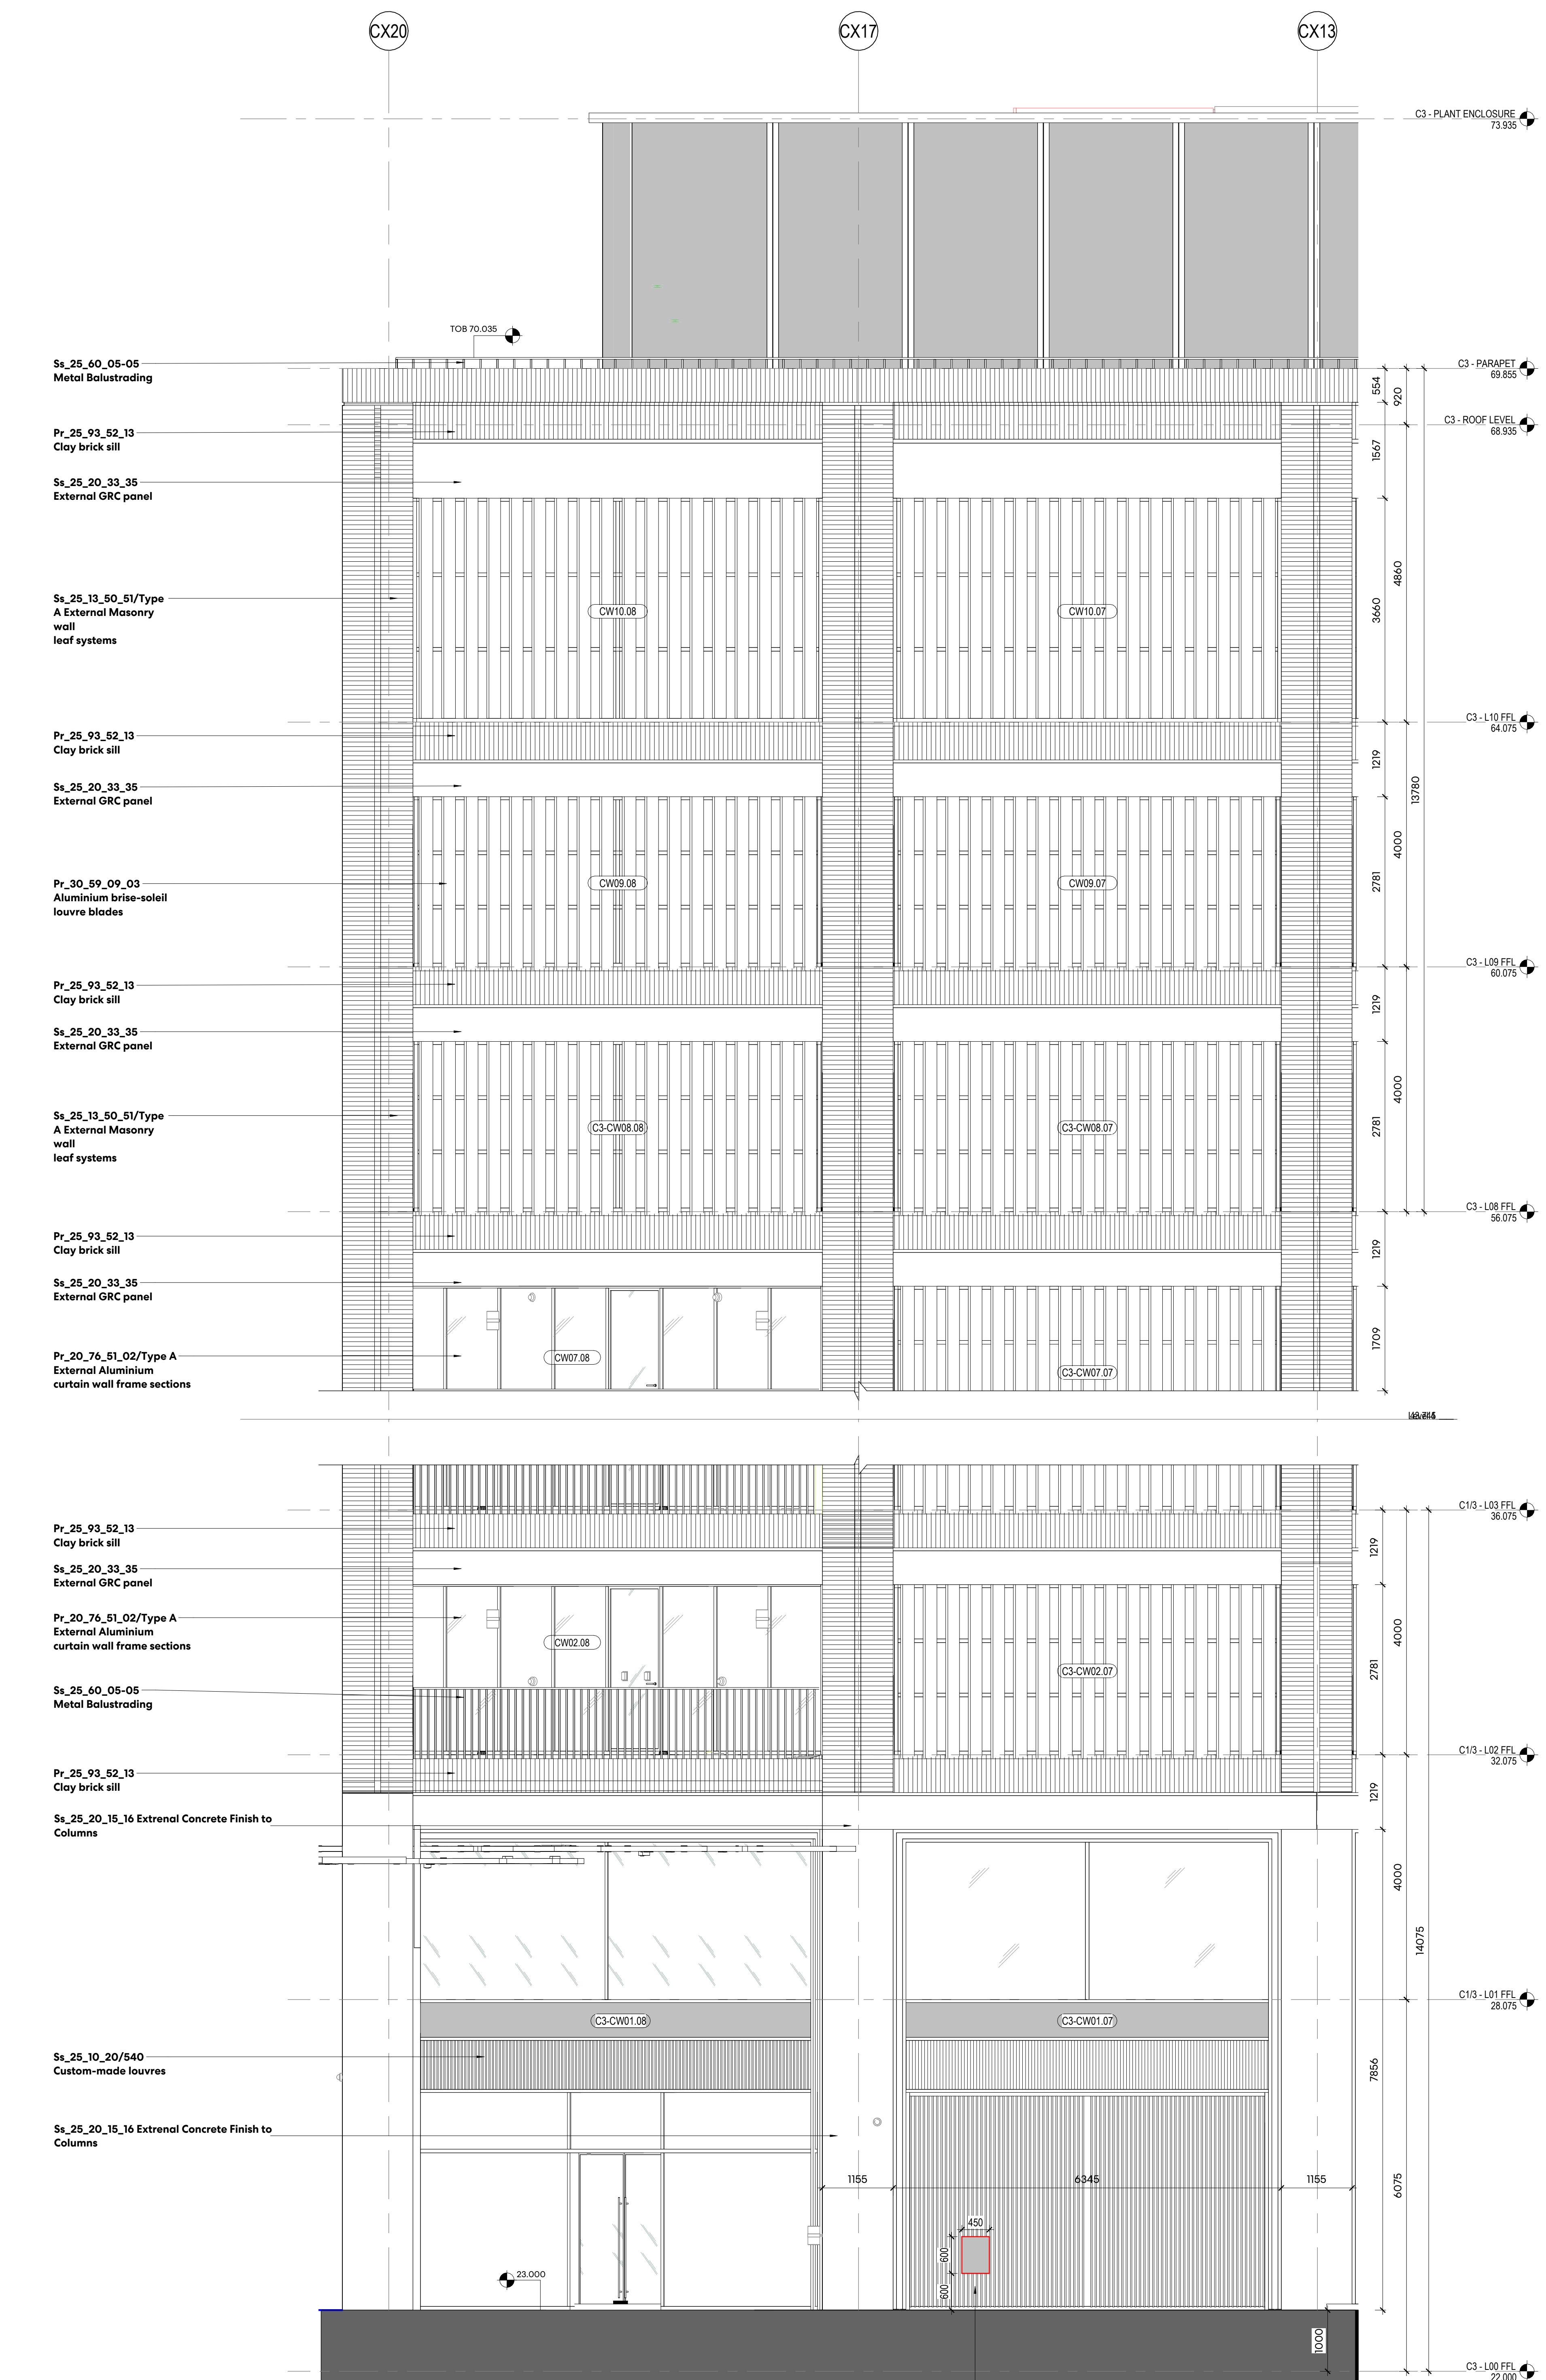 CX20
CX17
CX13
C3 - PLANT ENCLOSURE
73.935
TOB 70.035
Ss_25_60_05-05
Metal Balustrading
C3 - PARAPET
69.855
554
920
Pr_25_93_52_13
Clay brick sill
C3 - ROOF LEVEL
68.935
1567
Ss_25_20_33_35
External GRC panel
4860
Ss_25_13_50_51/Type
A External Masonry
wall
leaf systems
CW10.08
CW10.07
3660
C3 - L10 FFL
64.075
Pr_25_93_52_13
Clay brick sill
1219
13780
Ss_25_20_33_35
External GRC panel
4000
Pr_30_59_09_03
Aluminium brise-soleil
louvre blades
CW09.08
CW09.07
2781
C3 - L09 FFL
60.075
Pr_25_93_52_13
Clay brick sill
1219
Ss_25_20_33_35
External GRC panel
4000
Ss_25_13_50_51/Type
A External Masonry
wall
leaf systems
C3-CW08.08
C3-CW08.07
2781
C3 - L08 FFL
56.075
Pr_25_93_52_13
Clay brick sill
1219
Ss_25_20_33_35
External GRC panel
1709
Pr_20_76_51_02/Type A
External Aluminium
curtain wall frame sections
CW07.08
C3-CW07.07
C1/3 - L03 FFL
36.075
Pr_25_93_52_13
Clay brick sill
1219
Ss_25_20_33_35
External GRC panel
Pr_20_76_51_02/Type A
External Aluminium
curtain wall frame sections
CW02.08
4000
C3-CW02.07
2781
Ss_25_60_05-05
Metal Balustrading
C1/3 - L02 FFL
32.075
Pr_25_93_52_13
Clay brick sill
1219
Ss_25_20_15_16 Extrenal Concrete Finish to
Columns
4000
14075
C1/3 - L01 FFL
28.075
C3-CW01.08
C3-CW01.07
Ss_25_10_20/540
Custom-made louvres
7856
Ss_25_20_15_16 Extrenal Concrete Finish to
Columns
1155
6345
1155
6075
450
600
600
23.000
1000
C3 - L00 FFL
22.000